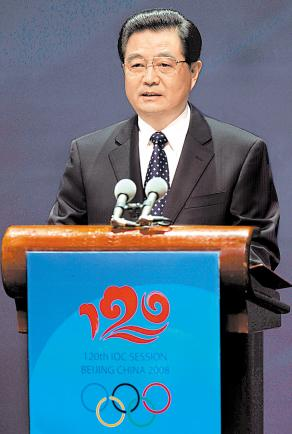 120
120th IOC SESSION
BEIJING CHINA 2008